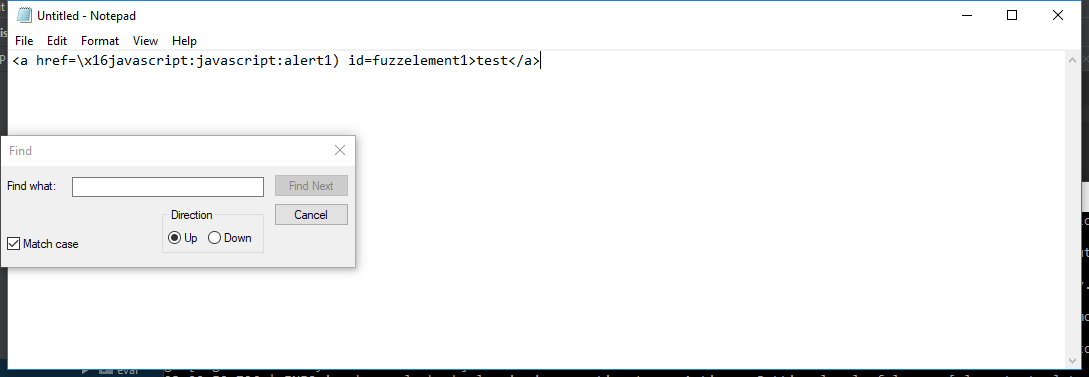 Untitled - Notepad
File Edit Format View Help
<a href=\x16javascript:javascript:alert1) id=fuzzelement1>test</a>
Find
Find what:
Find Next
Direction
Cancel
Up Down
Match case
eval